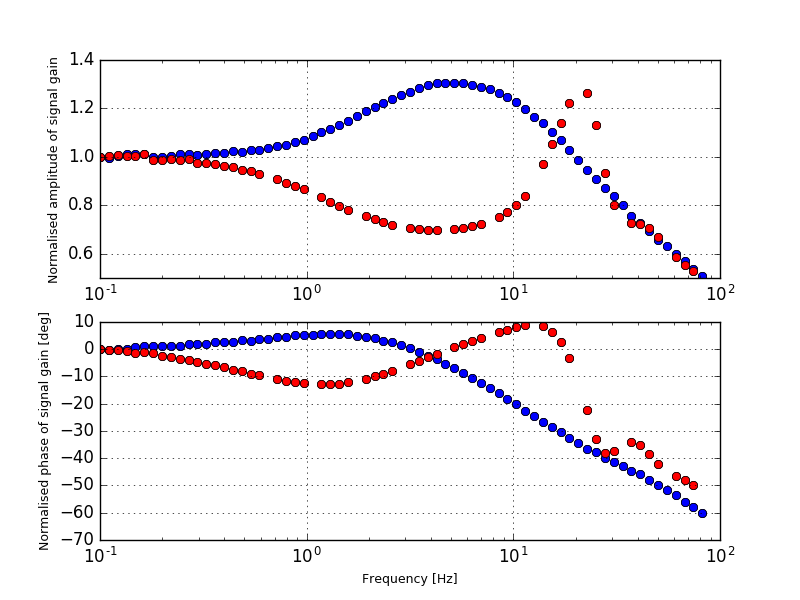 Normalised amplitude of signal gain
1.4
1.2
1.0
0.8
0.6
10⁻¹ 10⁰ 10¹ 10²
Normalised phase of signal gain [deg]
10
0
−10
−20
−30
−40
−50
−60
−70
10⁻¹ 10⁰ 10¹ 10²
Frequency [Hz]